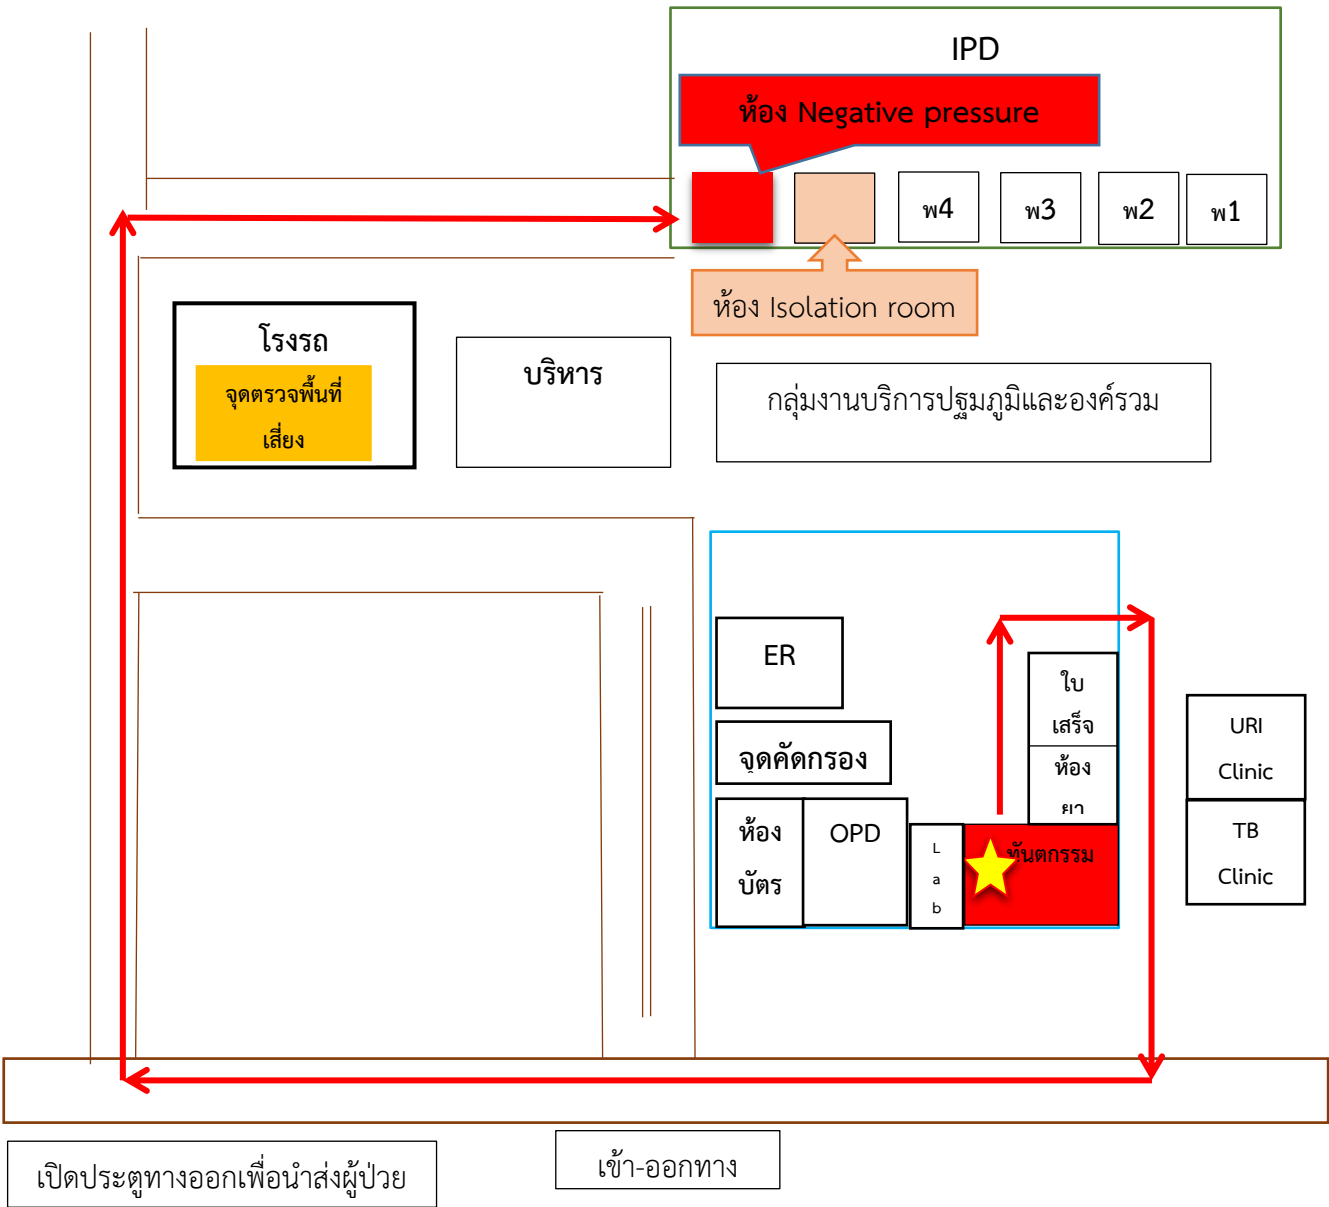 IPD
ห้อง Negative pressure
พ4
พ3
พ2
พ1
ห้อง Isolation room
โรงรถ
จุดตรวจพื้นที่
เสี่ยง
บริหาร
กลุ่มงานบริการปฐมภูมิและองค์รวม
ER
จุดคัดกรอง
ห้อง
บัตร
OPD
L
a
b
ใบ
เสร็จ
ห้อง
ยา
ทันตกรรม
URI
Clinic
TB
Clinic
เปิดประตูทางออกเพื่อนำส่งผู้ป่วย
เข้า-ออกทาง